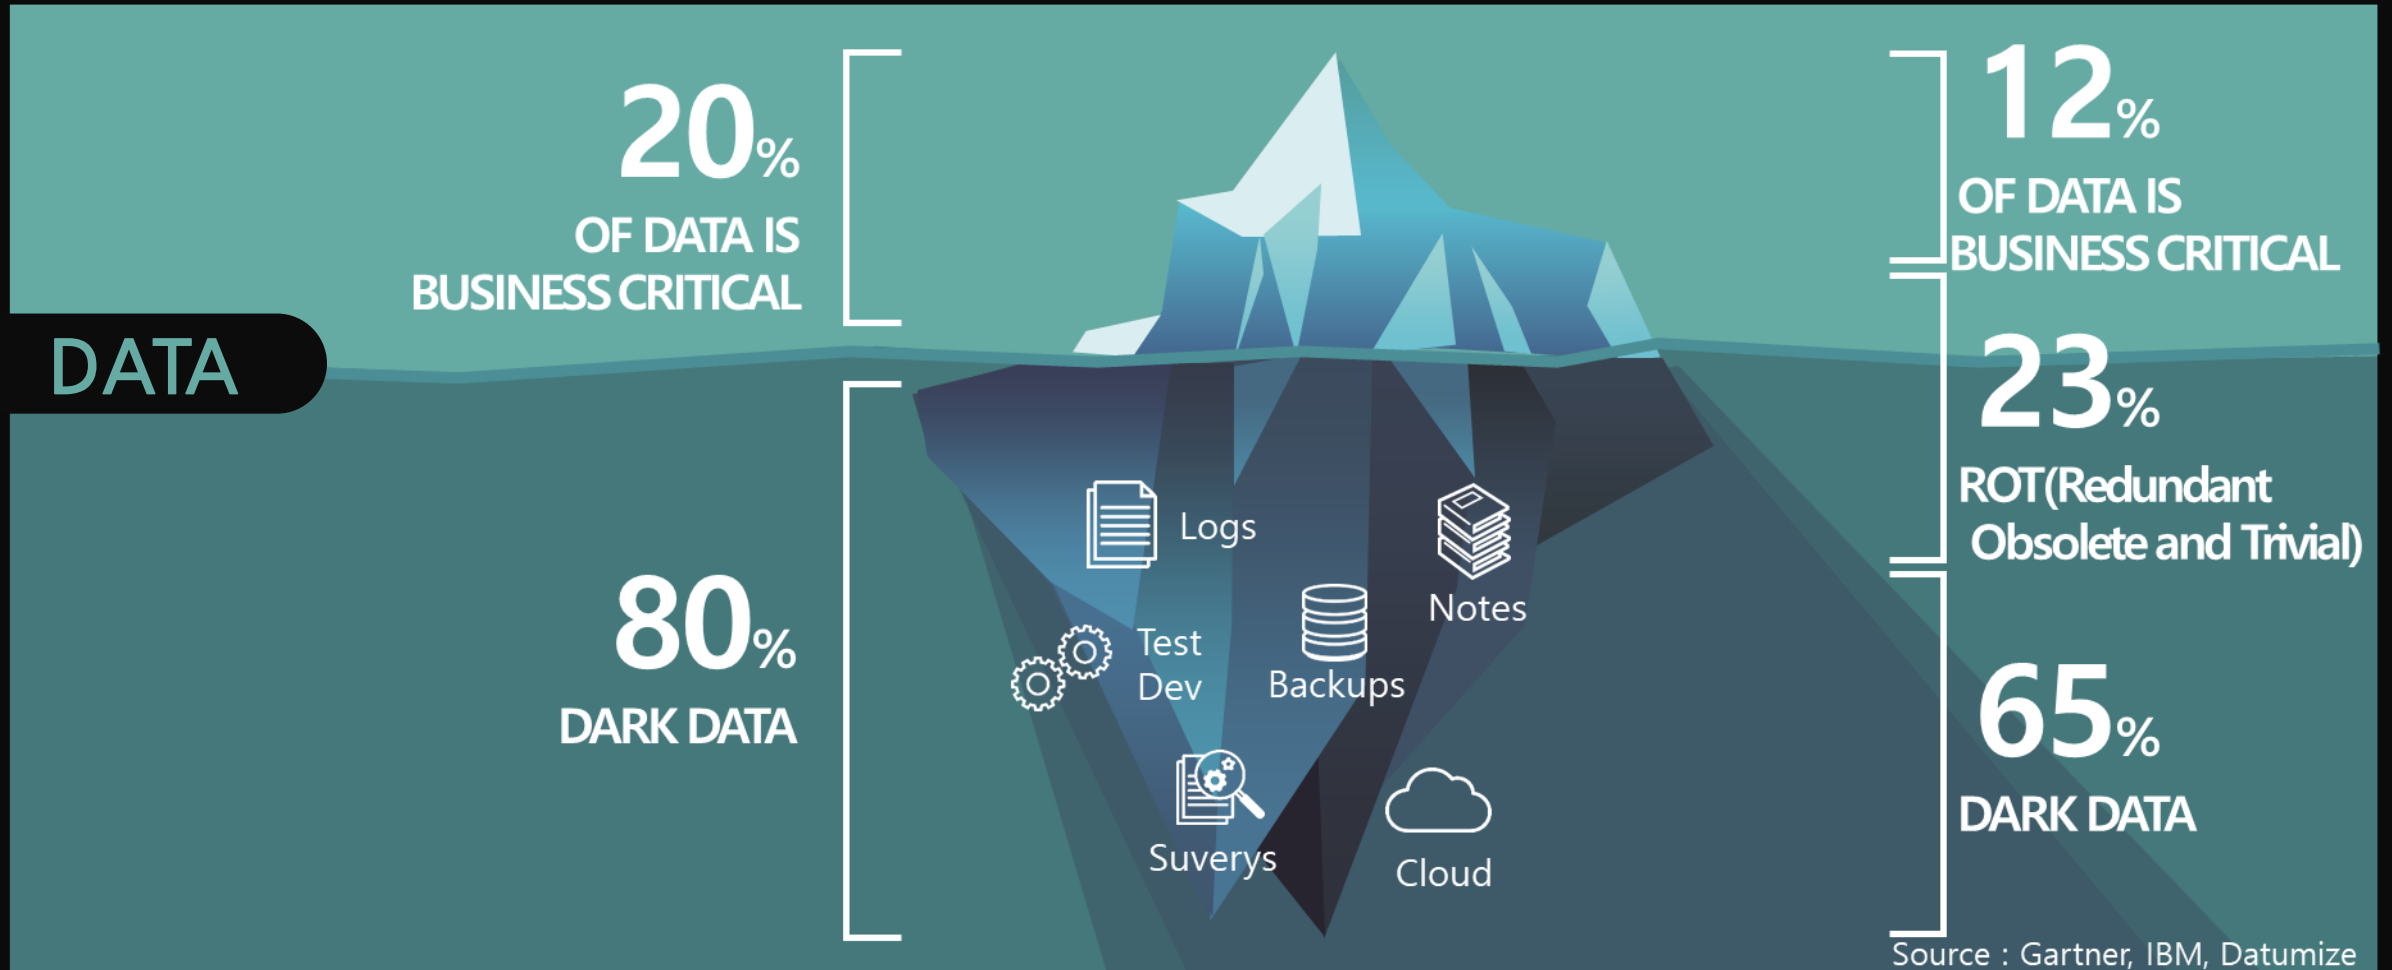 20%
OF DATA IS
BUSINESS CRITICAL
DATA
80%
DARK DATA
Logs
Notes
Test
Dev
Backups
Suverys
Cloud
12%
OF DATA IS
BUSINESS CRITICAL
23%
ROT(Redundant
Obsolete and Trivial)
65%
DARK DATA
Source : Gartner, IBM, Datumize